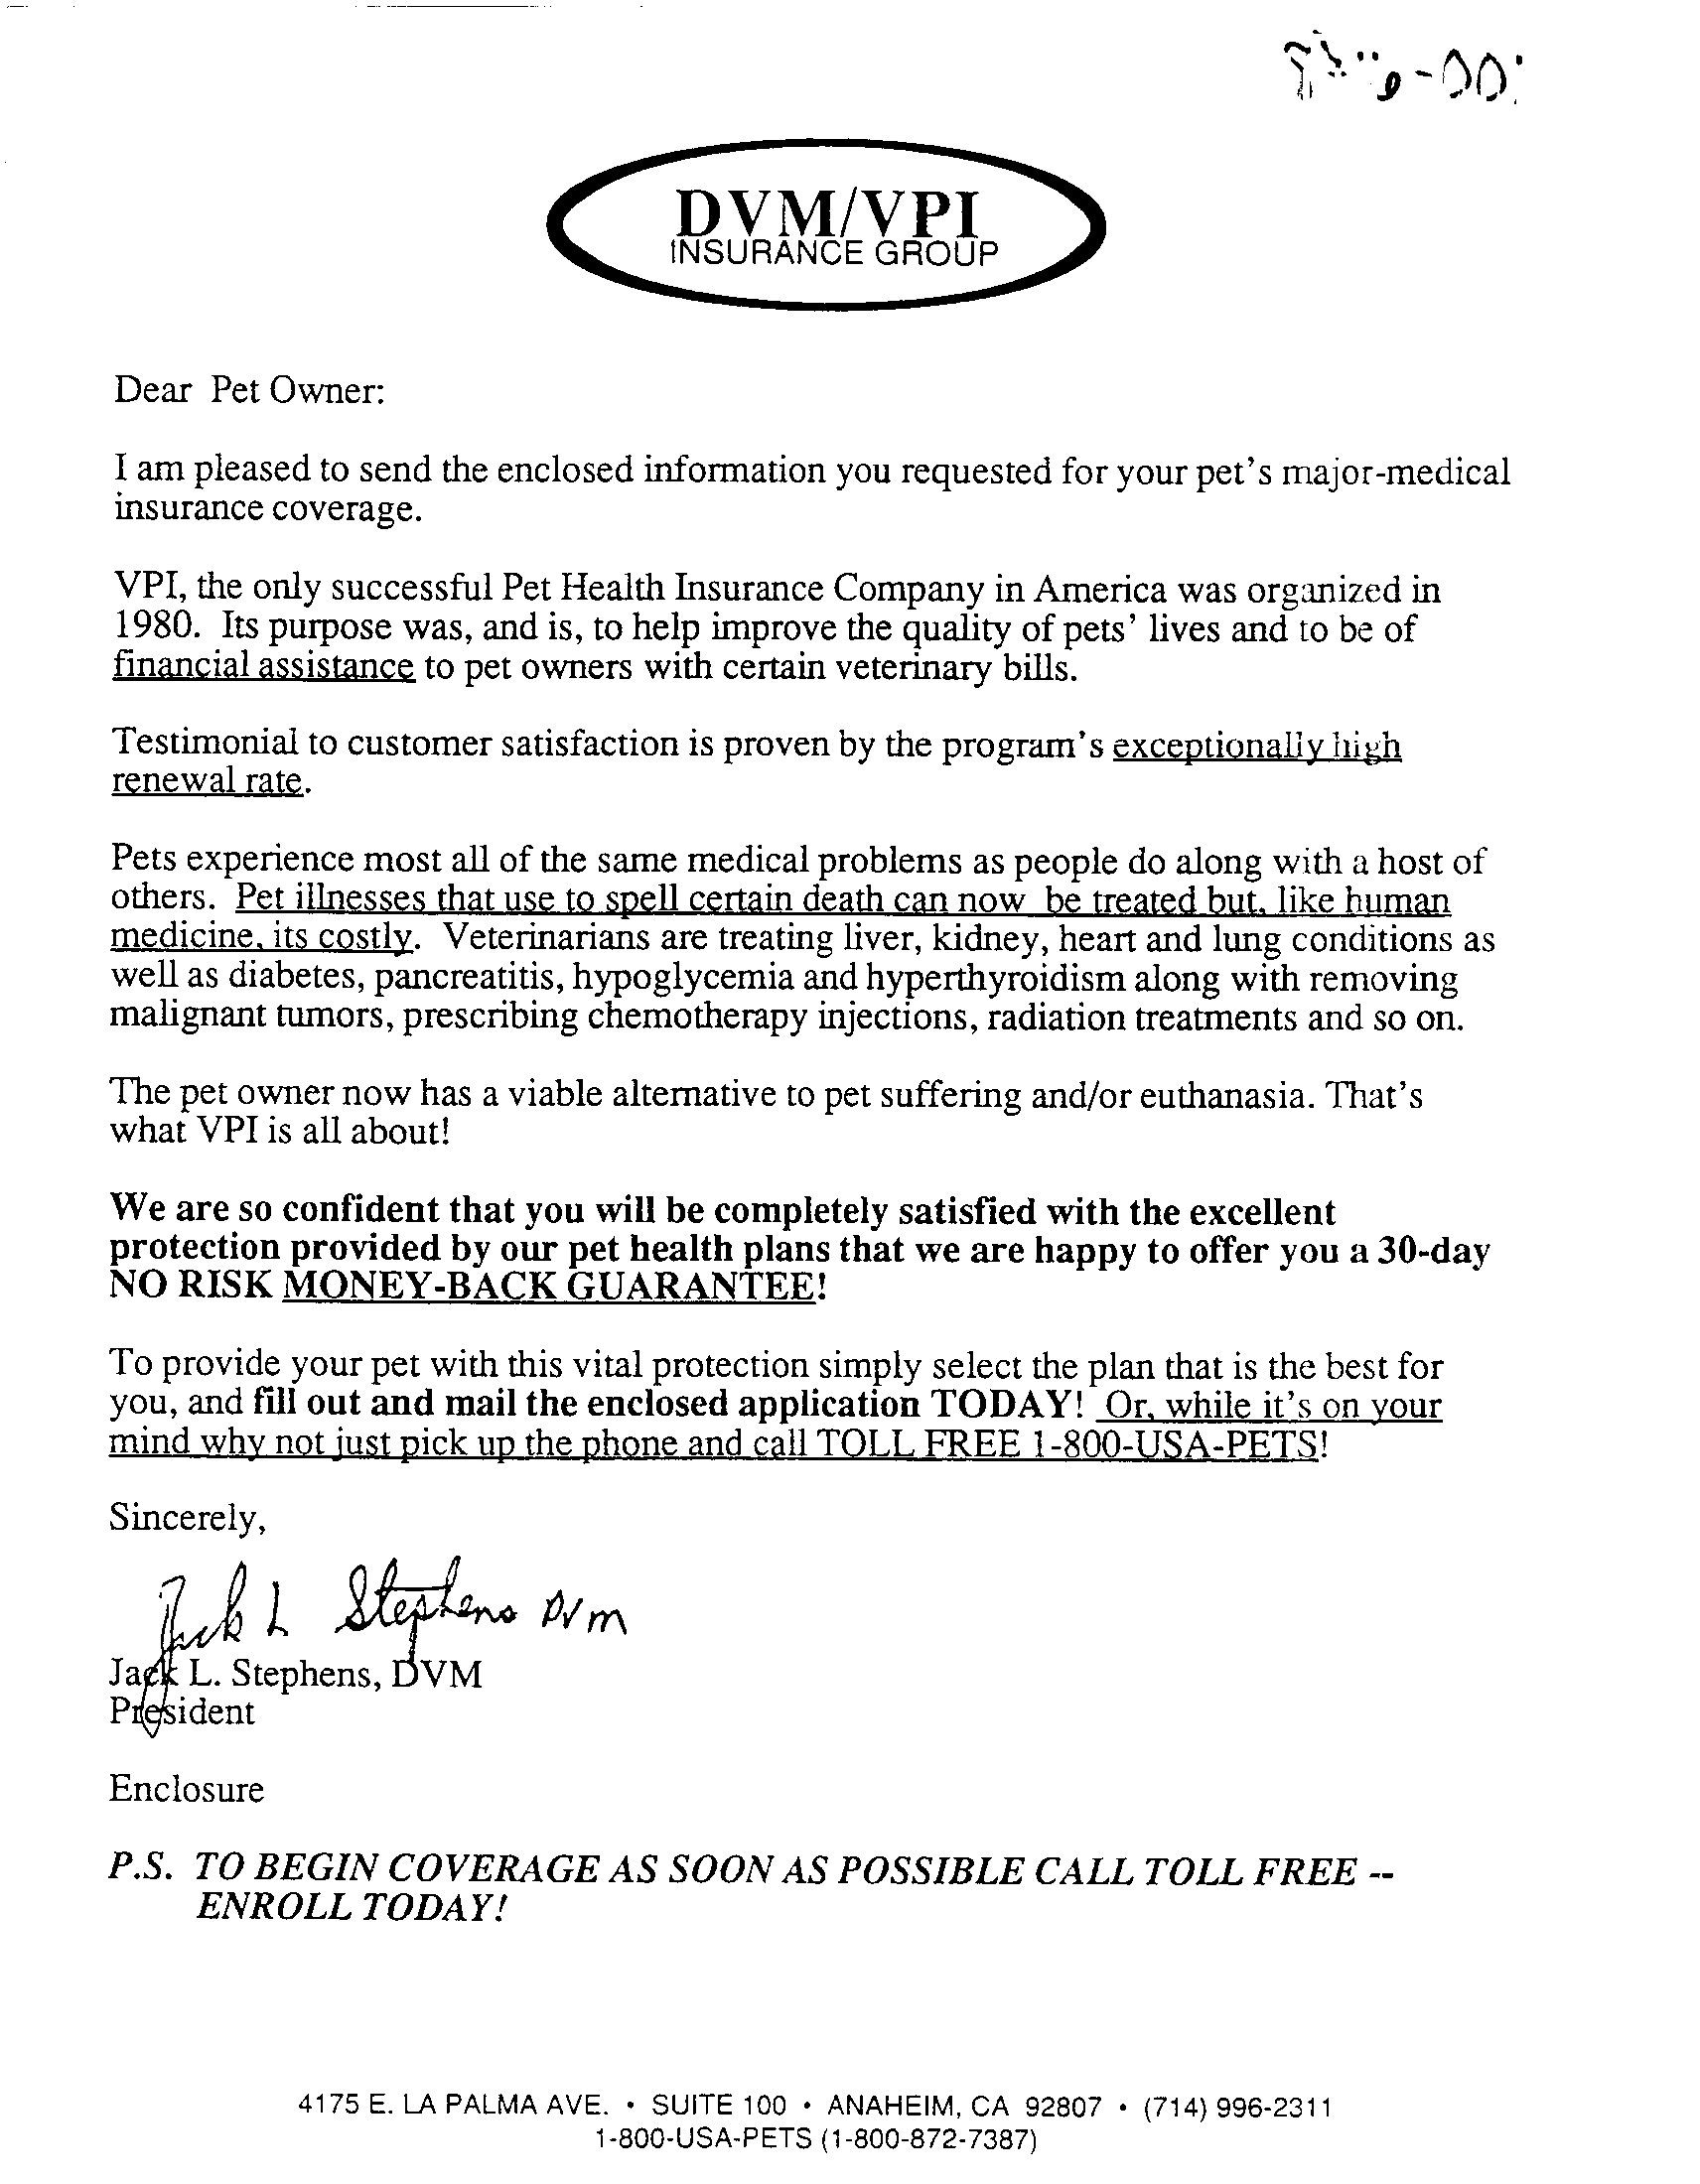 DVM/VPI
INSURANCE GROUP
Dear Pet Owner:
I am pleased to send the enclosed information you requested for your pet's major-medical
insurance coverage.
VPI, the only successful Pet Health Insurance Company in America was organized in
1980. Its purpose was, and is, to help improve the quality of pets' lives and to be of
financial assistance to pet owners with certain veterinary bills.
Testimonial to customer satisfaction is proven by the program's exceptionally high
renewal rate.
Pets experience most all of the same medical problems as people do along with a host of
others. Pet illnesses that use to spell certain death can now be treated but, like human
medicine, its costly. Veterinarians are treating liver, kidney, heart and lung conditions as
well as diabetes, pancreatitis, hypoglycemia and hyperthyroidism along with removing
malignant tumors, prescribing chemotherapy injections, radiation treatments and so on.
The pet owner now has a viable alternative to pet suffering and/or euthanasia. That's
what VPI is all about!
We are so confident that you will be completely satisfied with the excellent
protection provided by our pet health plans that we are happy to offer you a 30-day
NO RISK MONEY-BACK GUARANTEE!
To provide your pet with this vital protection simply select the plan that is the best for
you, and fill out and mail the enclosed application TODAY! Or, while it's on your
mind why not just pick up the phone and call TOLL FREE 1-800-USA-PETS!
Sincerely,
Jack L Stephens DVM
Jack L. Stephens, DVM
President
Enclosure
P.S. TO BEGIN COVERAGE AS SOON AS POSSIBLE CALL TOLL FREE --
ENROLL TODAY!
4175 E. LA PALMA AVE. • SUITE 100 • ANAHEIM, CA 92807 • (714) 996-2311
1-800-USA-PETS (1-800-872-7387)